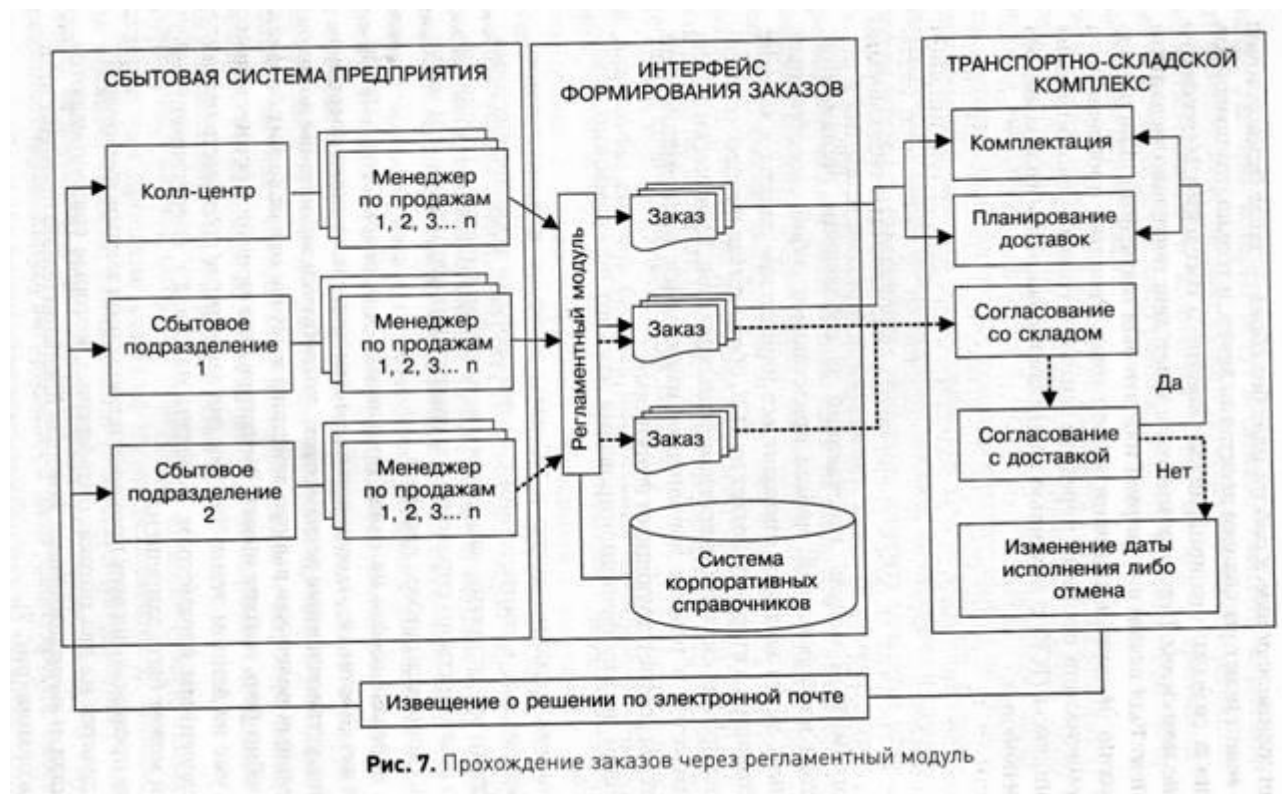 СБЫТОВАЯ СИСТЕМА ПРЕДПРИЯТИЯ
Колл-центр
Менеджер
по продажам
1, 2, 3... n
Сбытовое
подразделение
1
Менеджер
по продажам
1, 2, 3... n
Сбытовое
подразделение
2
Менеджер
по продажам
1, 2, 3... n
ИНТЕРФЕЙС
ФОРМИРОВАНИЯ ЗАКАЗОВ
Регламентный модуль
Заказ
Заказ
Заказ
Система
корпоративных
справочников
ТРАНСПОРТНО-СКЛАДСКОЙ
КОМПЛЕКС
Комплектация
Планирование
доставок
Согласование
со складом
Да
Согласование
с доставкой
Нет
Изменение даты
исполнения либо
отмена
Извещение о решении по электронной почте
Рис. 7. Прохождение заказов через регламентный модуль